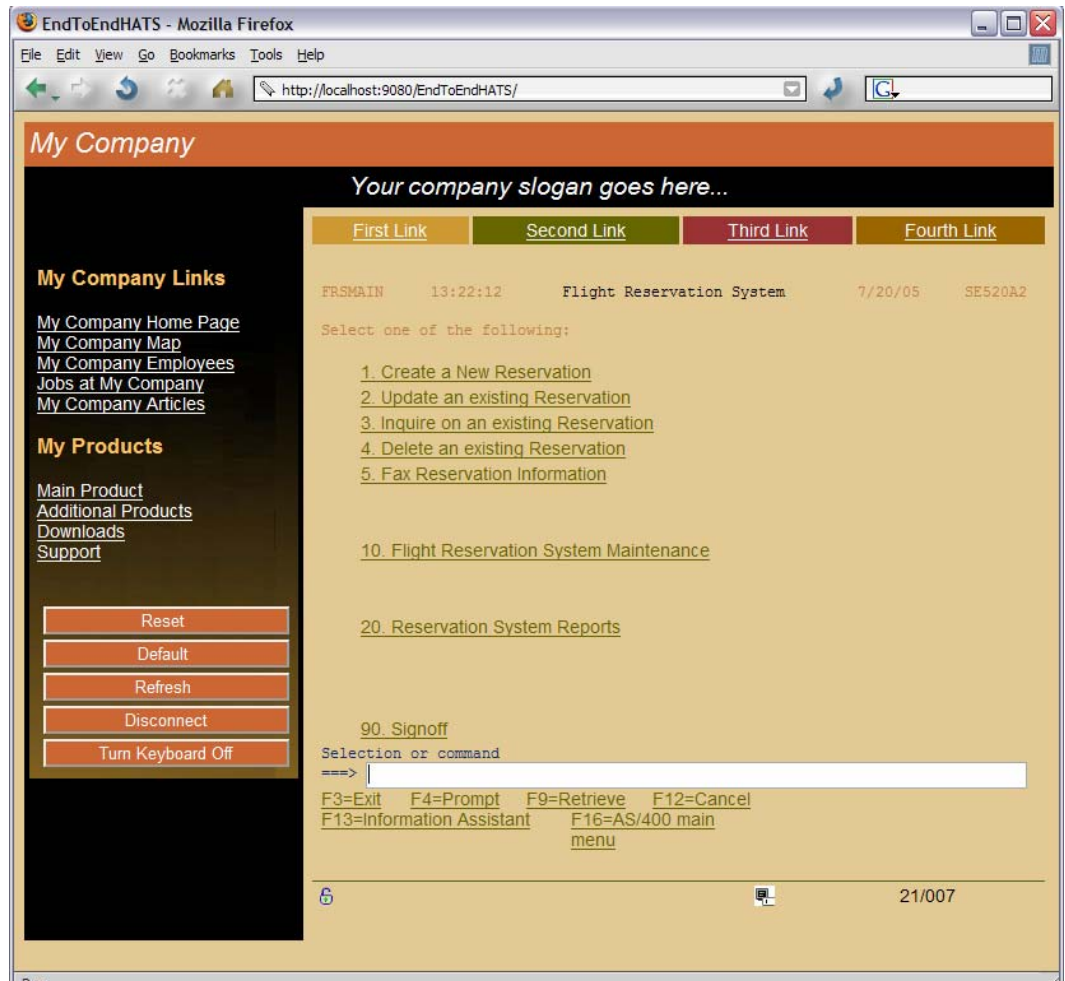 EndToEndHATS - Mozilla Firefox
File Edit View Go Bookmarks Tools Help
http://localhost:9080/EndToEndHATS/
G
My Company
Your company slogan goes here...
First Link Second Link Third Link Fourth Link
My Company Links
My Company Home Page
My Company Map
My Company Employees
Jobs at My Company
My Company Articles
My Products
Main Product
Additional Products
Downloads
Support
Reset
Default
Refresh
Disconnect
Turn Keyboard Off
FRSMAIN 13:22:12 Flight Reservation System 7/20/05 SE520A2
Select one of the following:
1. Create a New Reservation
2. Update an existing Reservation
3. Inquire on an existing Reservation
4. Delete an existing Reservation
5. Fax Reservation Information
10. Flight Reservation System Maintenance
20. Reservation System Reports
90. Signoff
Selection or command
===>
F3=Exit F4=Prompt F9=Retrieve F12=Cancel
F13=Information Assistant F16=AS/400 main
menu
21/007